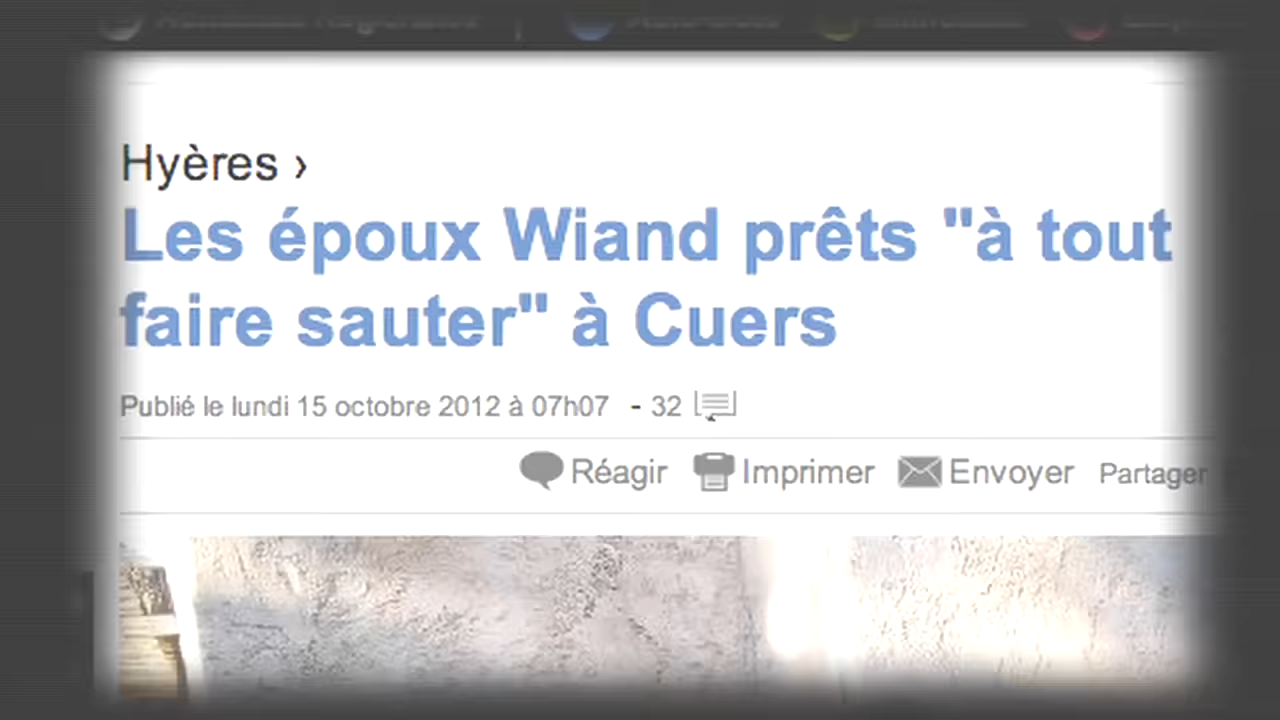 Hyères ›
Les époux Wiand prêts "à tout
faire sauter" à Cuers
Publié le lundi 15 octobre 2012 à 07h07 - 32
Réagir Imprimer Envoyer Partager